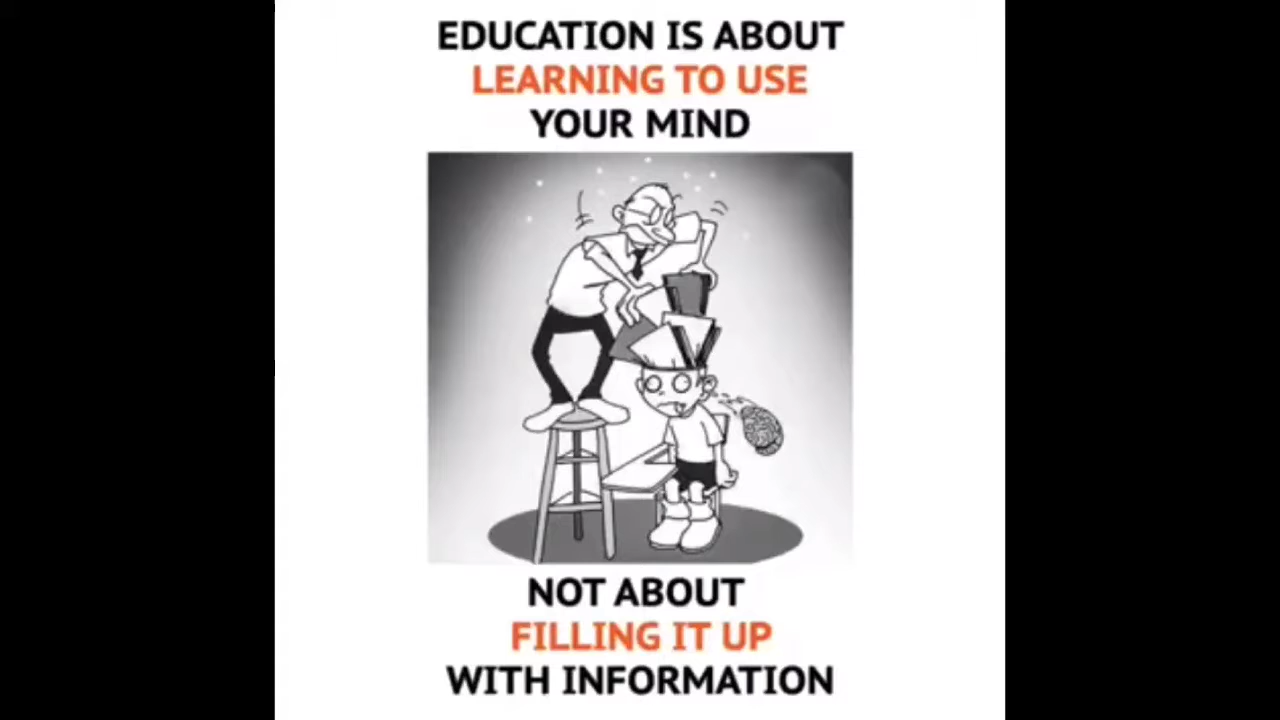 EDUCATION IS ABOUT
LEARNING TO USE
YOUR MIND
NOT ABOUT
FILLING IT UP
WITH INFORMATION